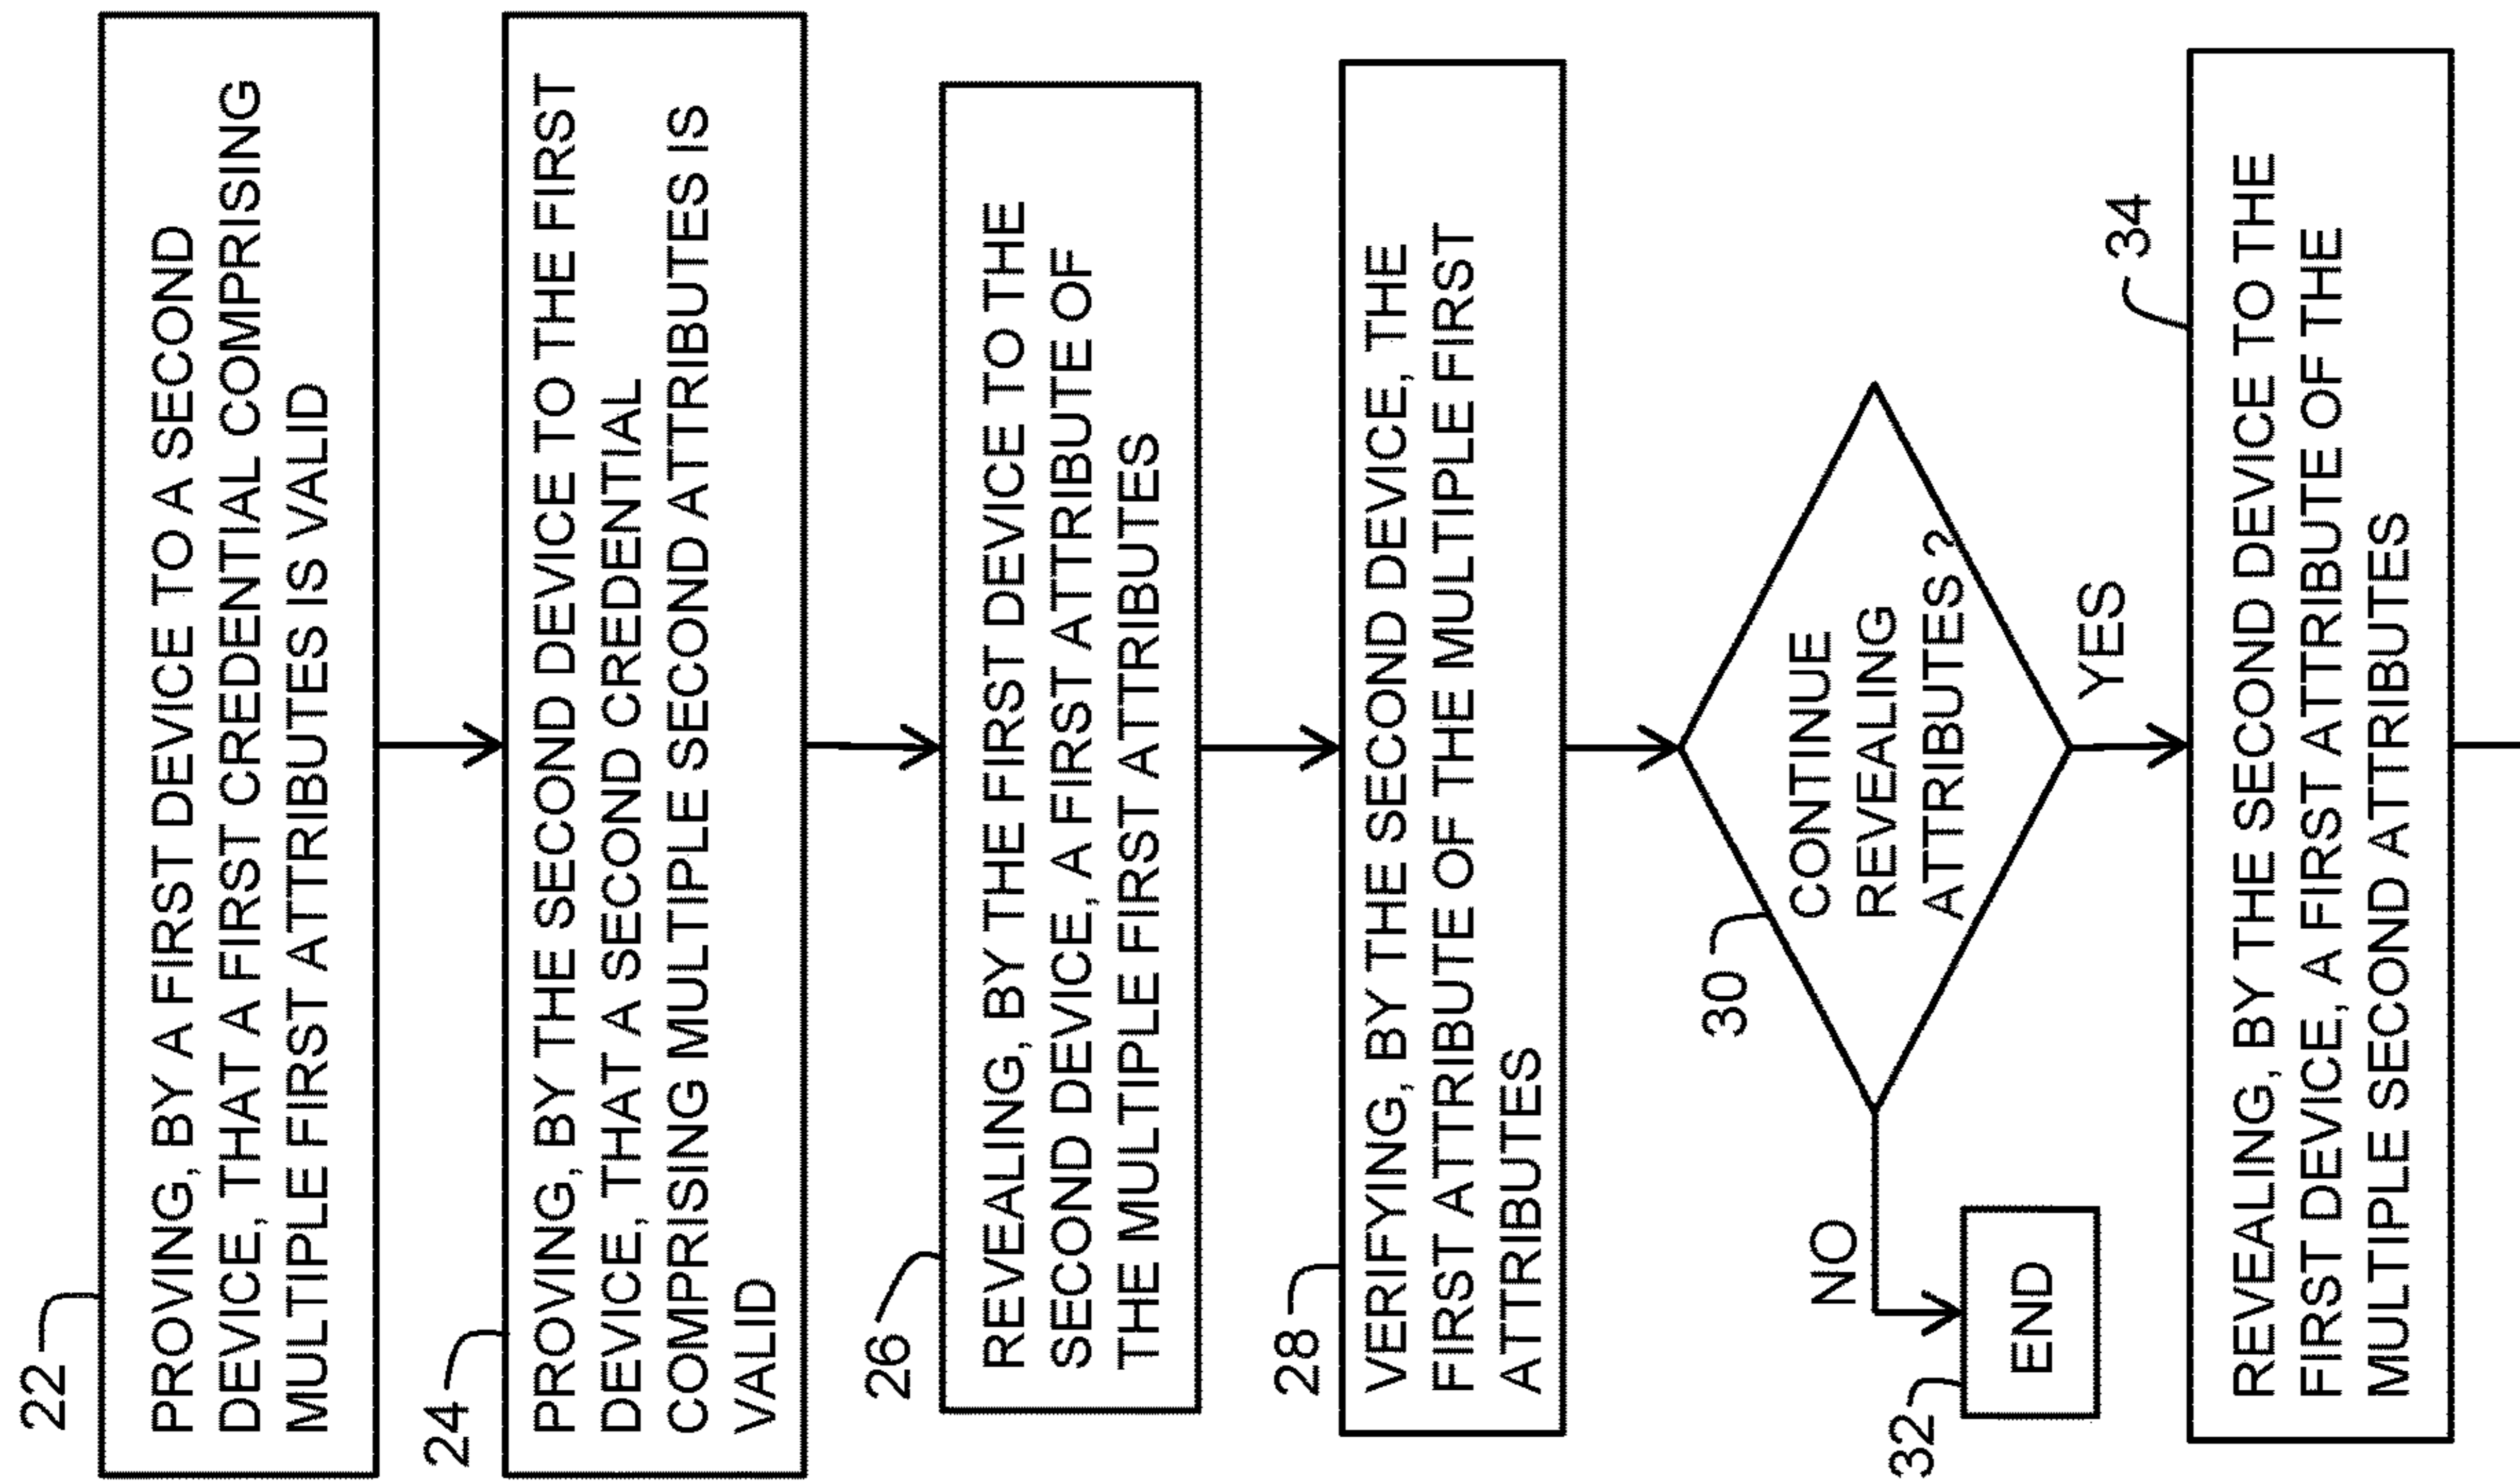 22
PROVING, BY A FIRST DEVICE TO A SECOND
DEVICE, THAT A FIRST CREDENTIAL COMPRISING
MULTIPLE FIRST ATTRIBUTES IS VALID
24
PROVING, BY THE SECOND DEVICE TO THE FIRST
DEVICE, THAT A SECOND CREDENTIAL
COMPRISING MULTIPLE SECOND ATTRIBUTES IS
VALID
26
REVEALING, BY THE FIRST DEVICE TO THE
SECOND DEVICE, A FIRST ATTRIBUTE OF
THE MULTIPLE FIRST ATTRIBUTES
28
VERIFYING, BY THE SECOND DEVICE, THE
FIRST ATTRIBUTE OF THE MULTIPLE FIRST
ATTRIBUTES
30
CONTINUE
REVEALING
ATTRIBUTES ?
NO
32
END
YES
34
REVEALING, BY THE SECOND DEVICE TO THE
FIRST DEVICE, A FIRST ATTRIBUTE OF THE
MULTIPLE SECOND ATTRIBUTES